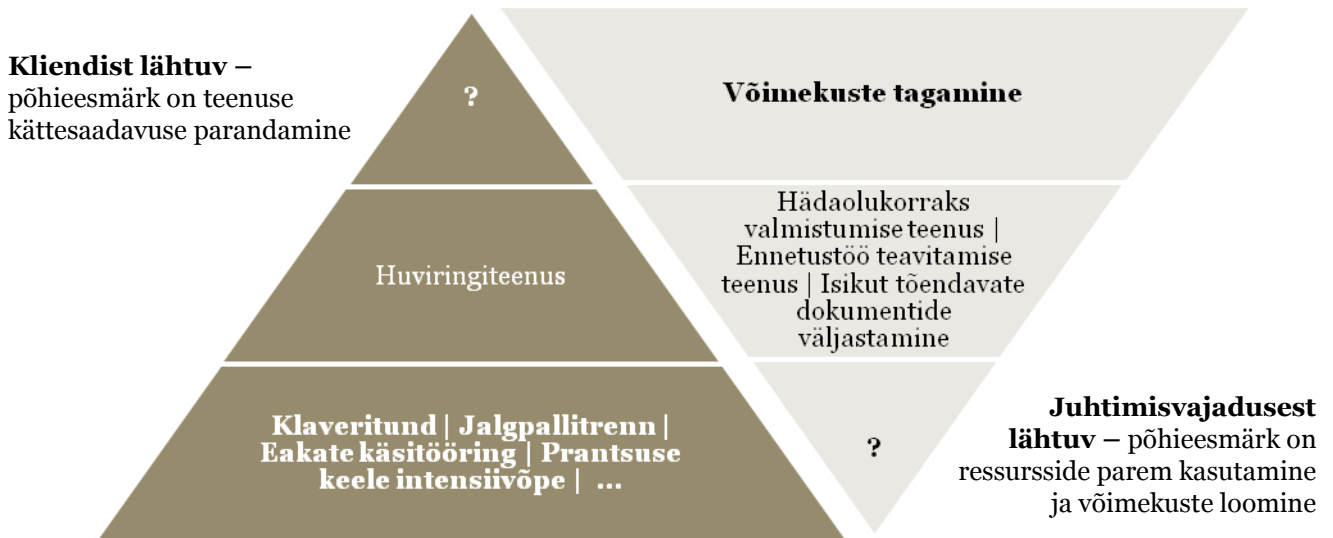 Kliendist lähtuv –
põhieesmärk on teenuse
kättesaadavuse parandamine
?
Huviringiteenus
Klaveritund | Jalgpallitrenn |
Eakate käsitööring | Prantsuse
keele intensiivõpe | ...
Võimekuste tagamine
Hädaolukorraks
valmistumise teenus |
Ennetustöö teavitamise
teenus | Isikut tõendavate
dokumentide
väljastamine
?
Juhtimisvajadusest
lähtuv – põhieesmärk on
ressursside parem kasutamine
ja võimekuste loomine